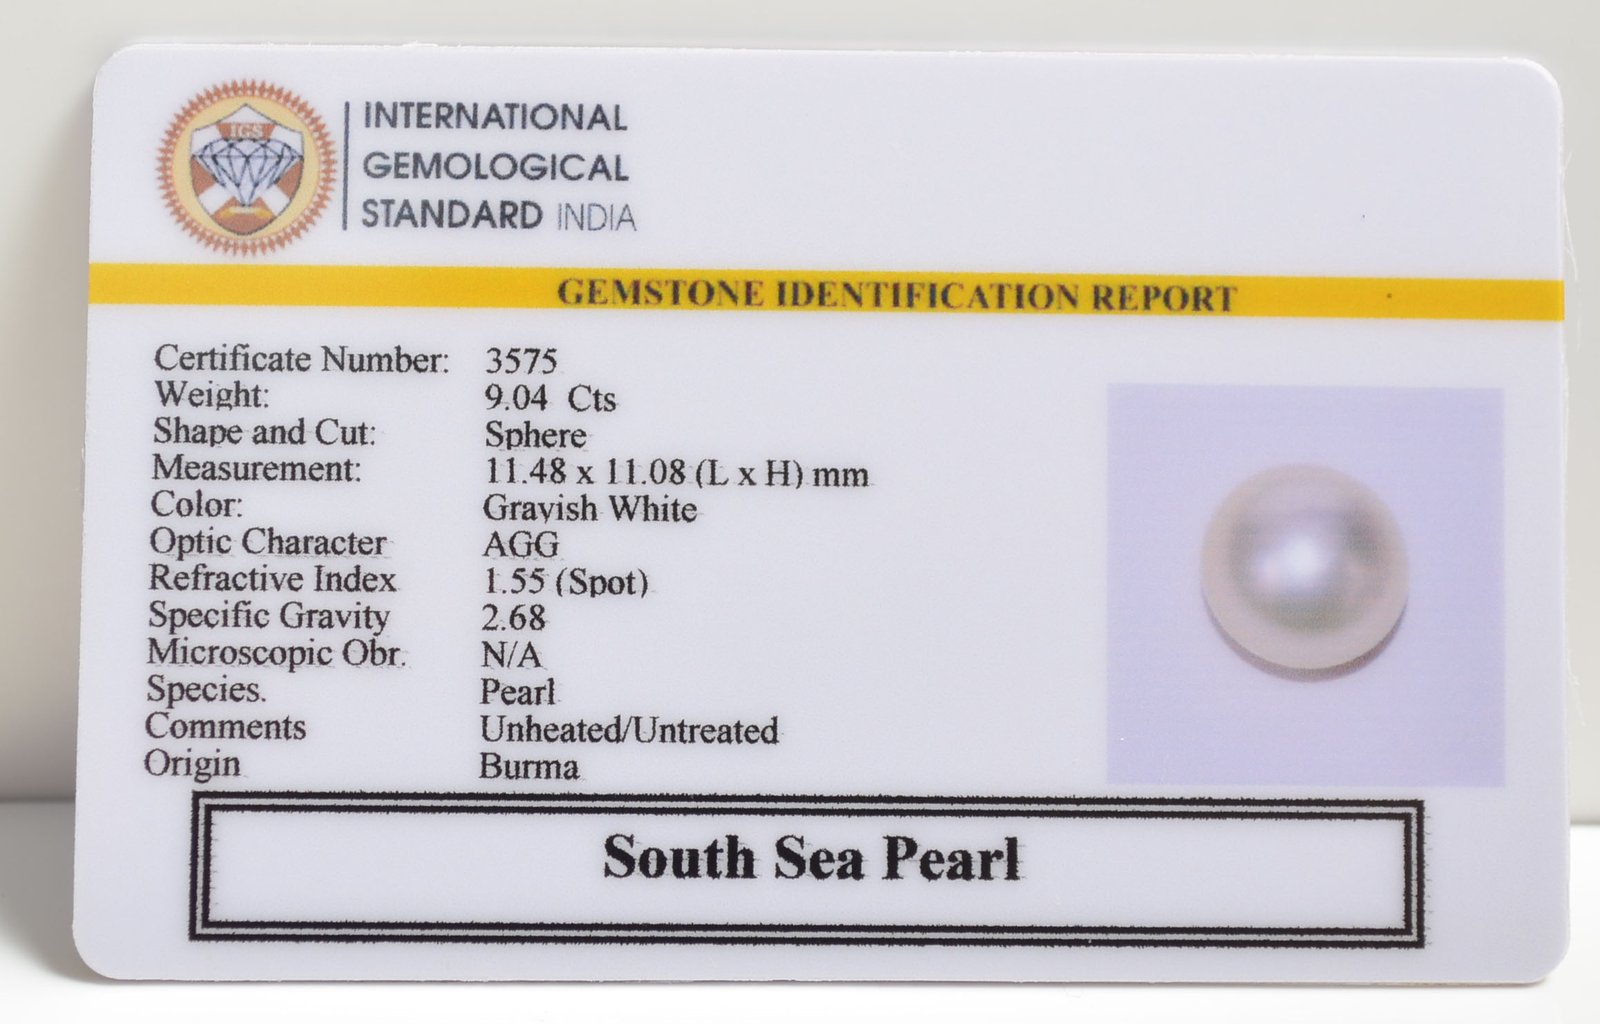 IGS
INTERNATIONAL
GEMOLOGICAL
STANDARD INDIA
GEMSTONE IDENTIFICATION REPORT
Certificate Number: 3575
Weight: 9.04 Cts
Shape and Cut: Sphere
Measurement: 11.48 x 11.08 (L x H) mm
Color: Grayish White
Optic Character AGG
Refractive Index 1.55 (Spot)
Specific Gravity 2.68
Microscopic Obr. N/A
Species. Pearl
Comments Unheated/Untreated
Origin Burma
South Sea Pearl